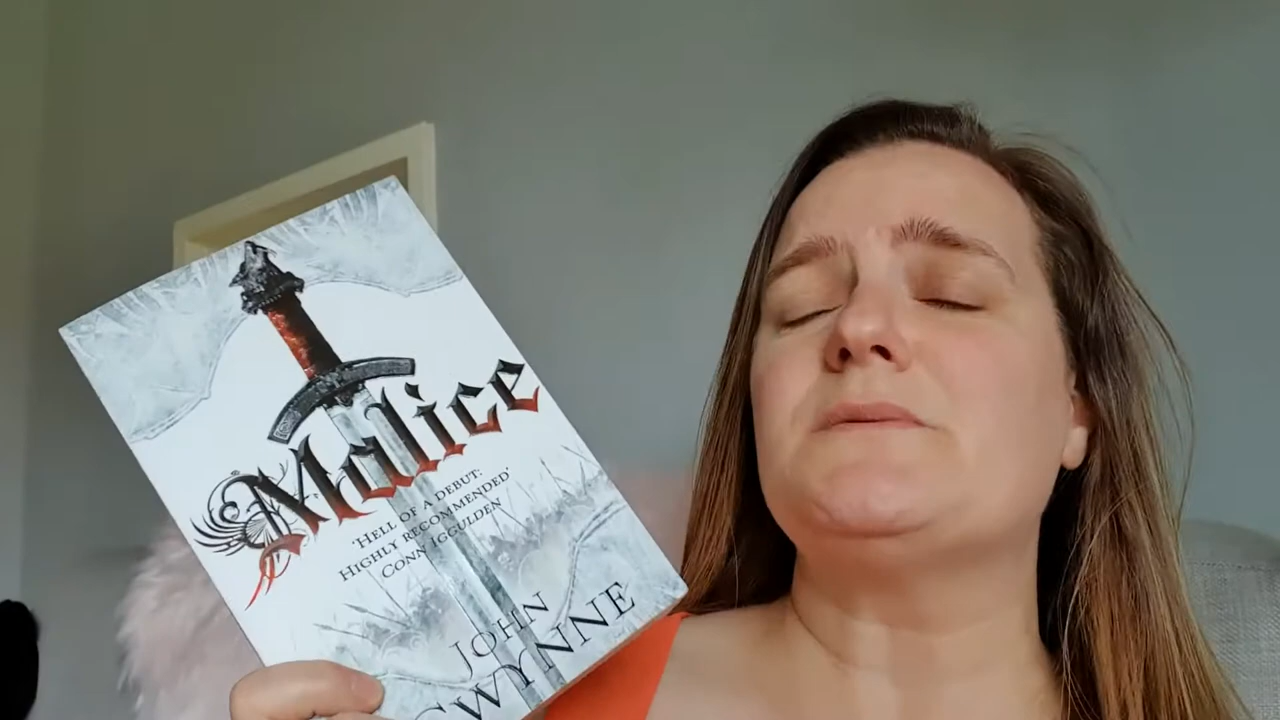 Malice
'HELL OF A DEBUT.
HIGHLY RECOMMENDED'
CONN IGGULDEN
JOHN
GWYNNE